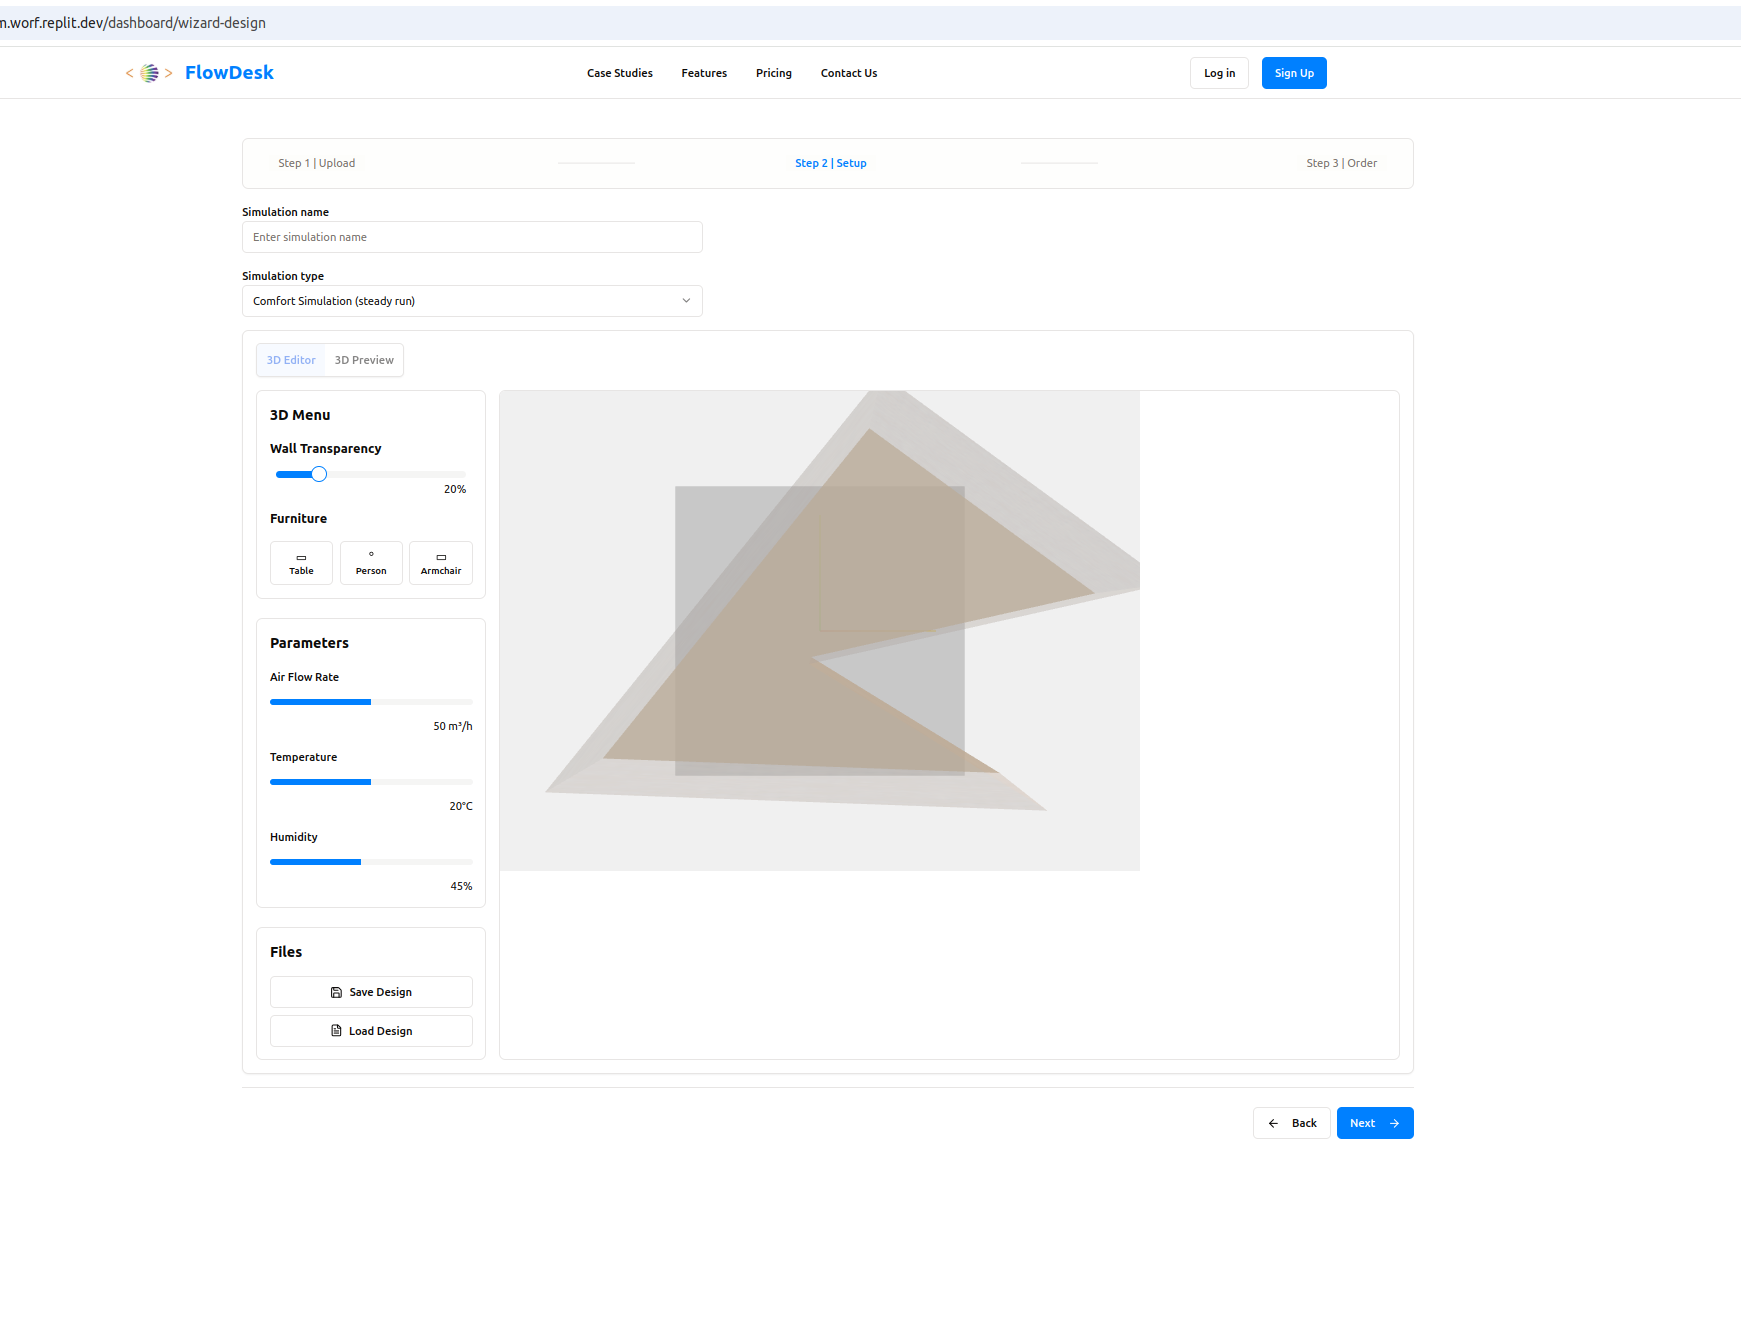 n.worf.replit.dev/dashboard/wizard-design
< > FlowDesk
Case Studies Features Pricing Contact Us
Log in Sign Up
Step 1 | Upload Step 2 | Setup Step 3 | Order
Simulation name
Enter simulation name
Simulation type
Comfort Simulation (steady run)
3D Editor 3D Preview
3D Menu
Wall Transparency
20%
Furniture
Table Person Armchair
Parameters
Air Flow Rate
50 m³/h
Temperature
20°C
Humidity
45%
Files
Save Design
Load Design
Back Next